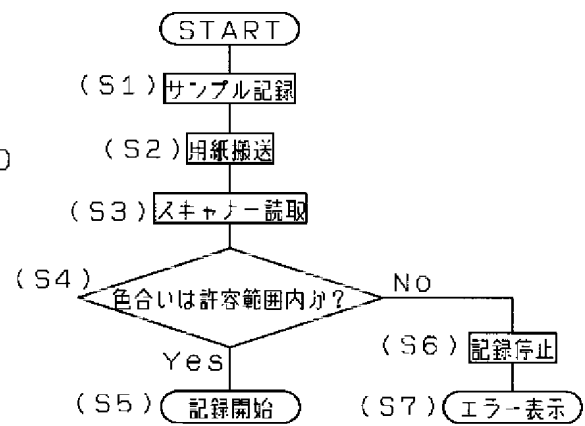 START
(S1) サンプル記録
(S2) 用紙搬送
(S3) スキャナー読取
(S4) 色合いは許容範囲内か?
No
Yes
(S6) 記録停止
(S5) 記録開始
(S7) エラー表示